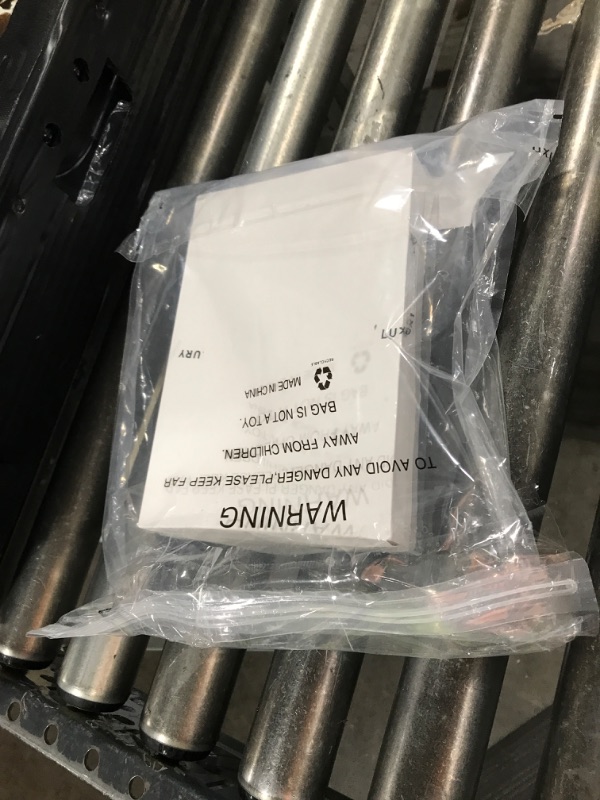 WARNING
TO AVOID ANY DANGER.PLEASE KEEP FAR
AWAY FROM CHILDREN.
BAG IS NOT A TOY.
MADE IN CHINA
RECYCLABLE
URY